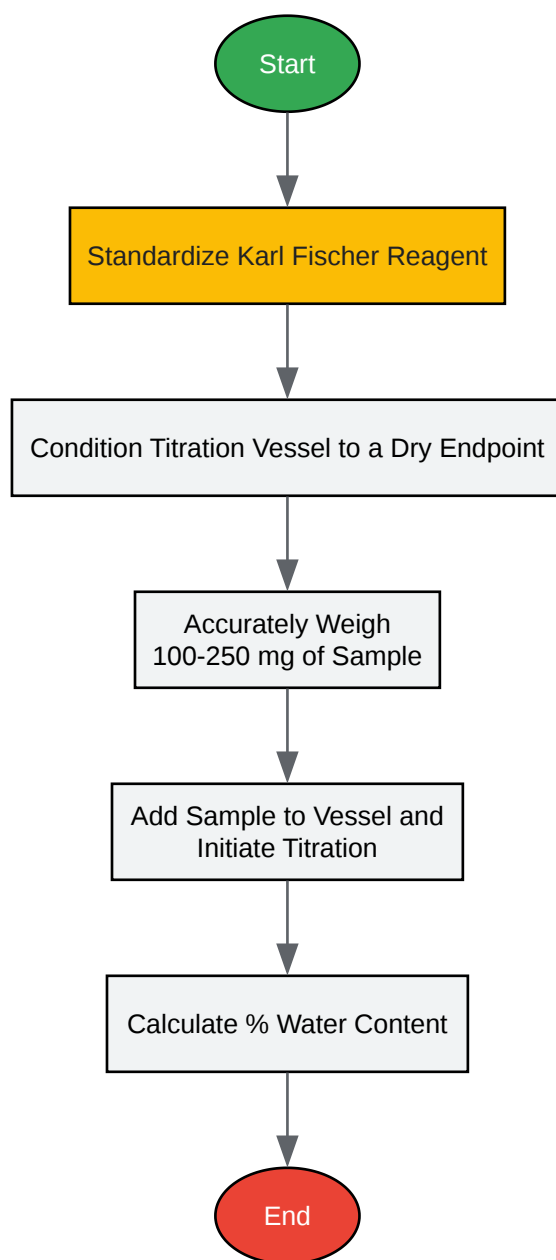 Start
Standardize Karl Fischer Reagent
Condition Titration Vessel to a Dry Endpoint
Accurately Weigh
100-250 mg of Sample
Add Sample to Vessel and
Initiate Titration
Calculate % Water Content
End